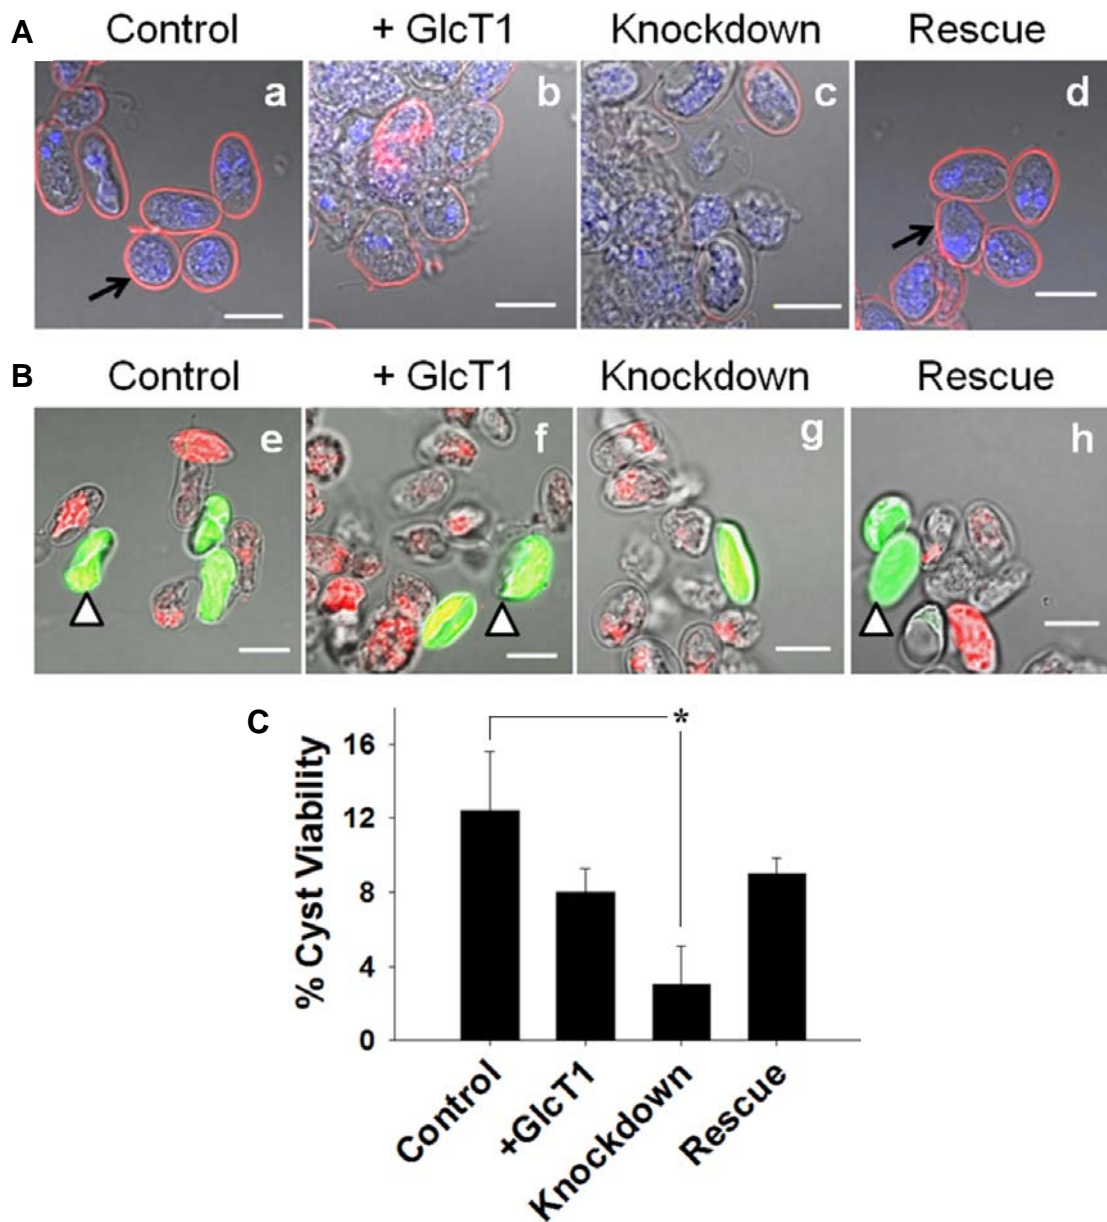 A Control + GlcT1 Knockdown Rescue
a b c d
B Control + GlcT1 Knockdown Rescue
e f g h
C
*
% Cyst Viability
16
12
8
4
0
Control +GlcT1 Knockdown Rescue